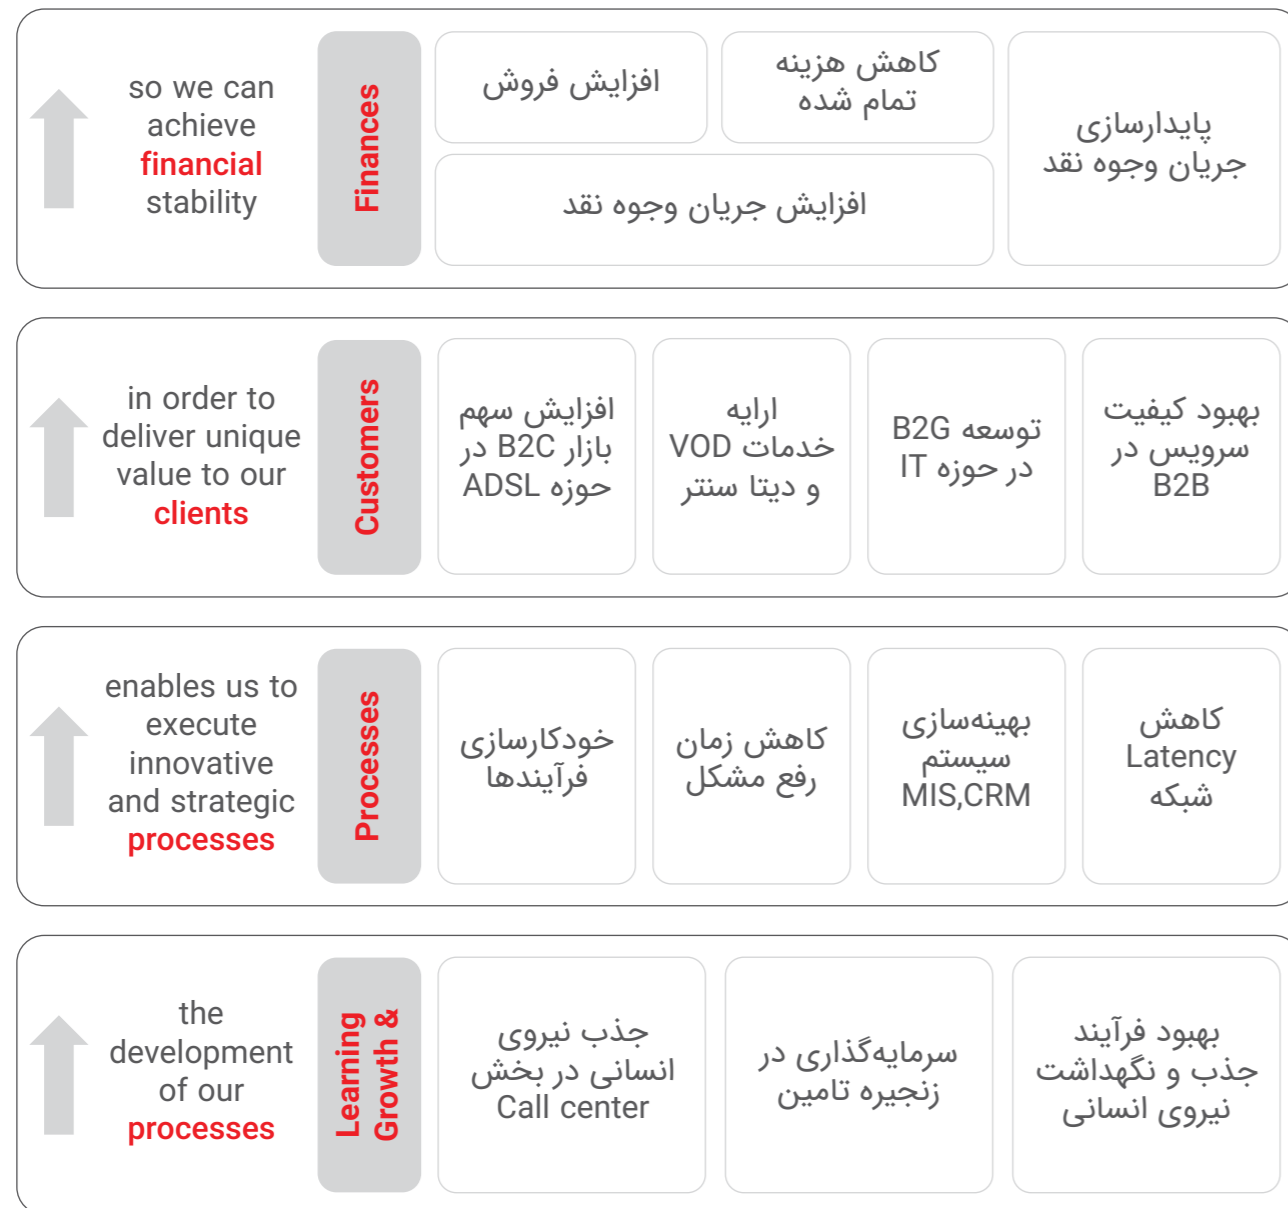 so we can
achieve
financial
stability
Finances
افزایش فروش
کاهش هزینه
تمام شده
افزایش جریان وجوه نقد
پایدارسازی
جریان وجوه نقد
in order to
deliver unique
value to our
clients
Customers
افزایش سهم
بازار B2C در
حوزه ADSL
ارایه
خدمات VOD
و دیتا سنتر
توسعه B2G
در حوزه IT
بهبود کیفیت
سرویس در
B2B
enables us to
execute
innovative
and strategic
processes
Processes
خودکارسازی
فرآیندها
کاهش زمان
رفع مشکل
بهینه‌سازی
سیستم
MIS,CRM
کاهش
Latency
شبکه
the
development
of our
processes
Learning
Growth &
جذب نیروی
انسانی در بخش
Call center
سرمایه‌گذاری در
زنجیره تامین
بهبود فرآیند
جذب و نگهداشت
نیروی انسانی